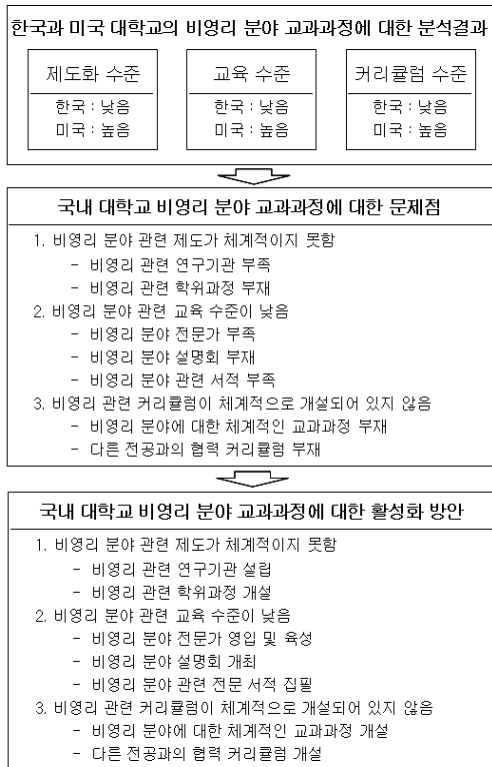 한국과 미국 대학교의 비영리 분야 교과과정에 대한 분석결과
제도화 수준
한국 : 낮음
미국 : 높음
교육 수준
한국 : 낮음
미국 : 높음
커리큘럼 수준
한국 : 낮음
미국 : 높음
국내 대학교 비영리 분야 교과과정에 대한 문제점
1. 비영리 분야 관련 제도가 체계적이지 못함
- 비영리 관련 연구기관 부족
- 비영리 관련 학위과정 부재
2. 비영리 분야 관련 교육 수준이 낮음
- 비영리 분야 전문가 부족
- 비영리 분야 설명회 부재
- 비영리 분야 관련 서적 부족
3. 비영리 관련 커리큘럼이 체계적으로 개설되어 있지 않음
- 비영리 분야에 대한 체계적인 교과과정 부재
- 다른 전공과의 협력 커리큘럼 부재
국내 대학교 비영리 분야 교과과정에 대한 활성화 방안
1. 비영리 분야 관련 제도가 체계적이지 못함
- 비영리 관련 연구기관 설립
- 비영리 관련 학위과정 개설
2. 비영리 분야 관련 교육 수준이 낮음
- 비영리 분야 전문가 영입 및 육성
- 비영리 분야 설명회 개최
- 비영리 분야 관련 전문 서적 집필
3. 비영리 관련 커리큘럼이 체계적으로 개설되어 있지 않음
- 비영리 분야에 대한 체계적인 교과과정 개설
- 다른 전공과의 협력 커리큘럼 개설